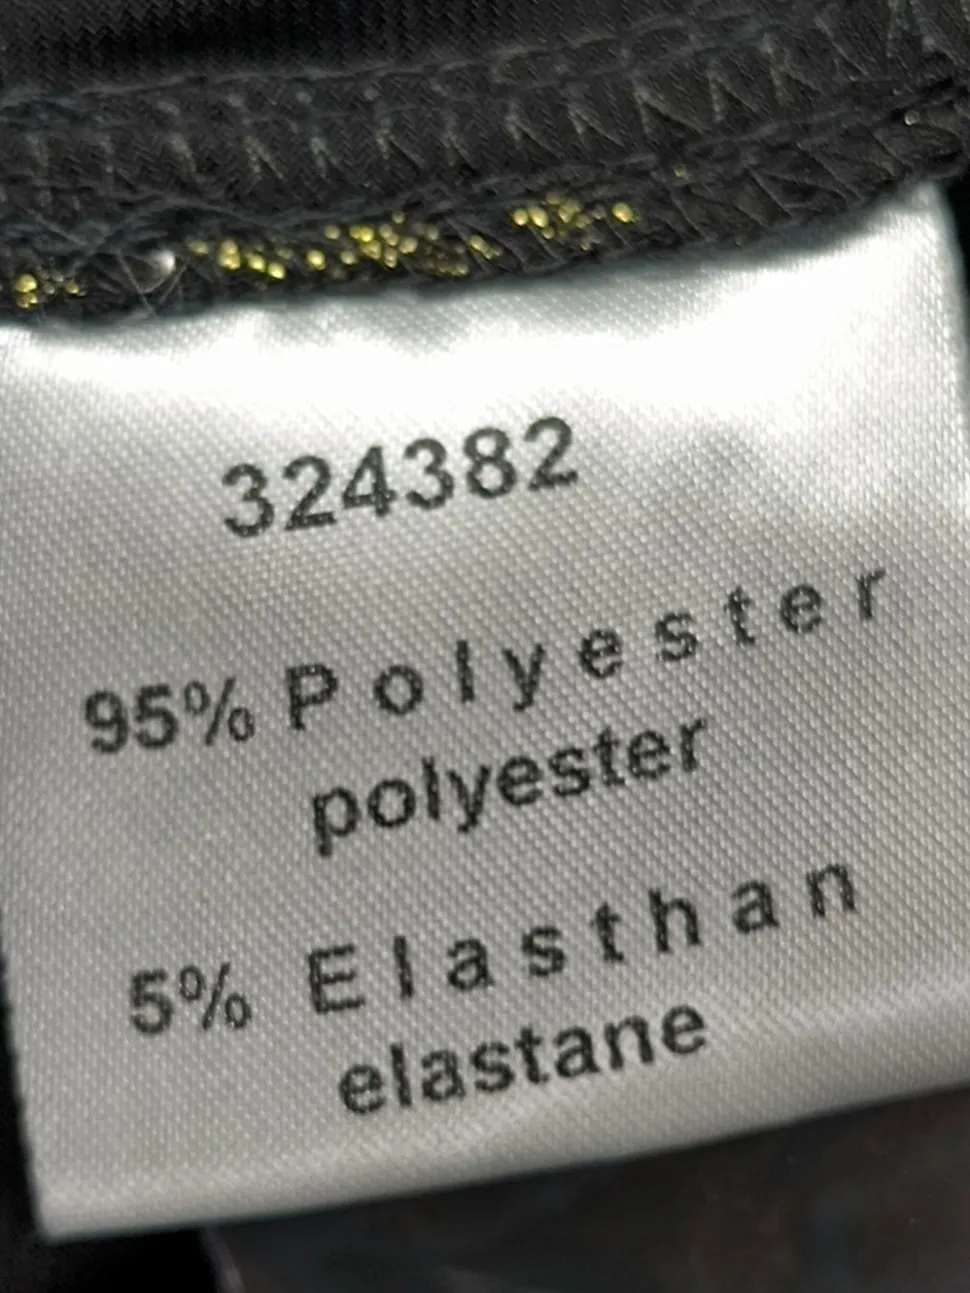 324382
95% Polyester
polyester
5% Elasthan
elastane